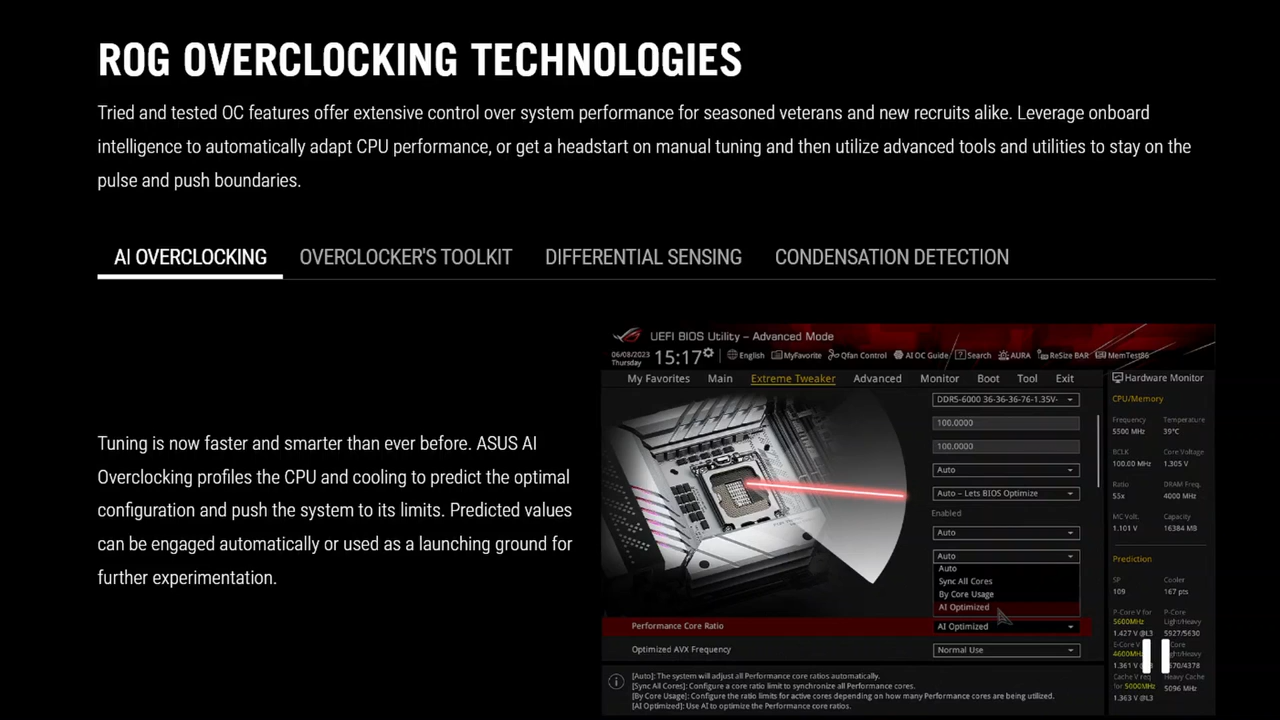 ROG OVERCLOCKING TECHNOLOGIES
Tried and tested OC features offer extensive control over system performance for seasoned veterans and new recruits alike. Leverage onboard
intelligence to automatically adapt CPU performance, or get a headstart on manual tuning and then utilize advanced tools and utilities to stay on the
pulse and push boundaries.
AI OVERCLOCKING OVERCLOCKER'S TOOLKIT DIFFERENTIAL SENSING CONDENSATION DETECTION
Tuning is now faster and smarter than ever before. ASUS AI
Overclocking profiles the CPU and cooling to predict the optimal
configuration and push the system to its limits. Predicted values
can be engaged automatically or used as a launching ground for
further experimentation.
UEFI BIOS Utility – Advanced Mode
06/08/2023
Thursday
15:17
English MyFavorite Qfan Control AI OC Guide Search AURA ReSize BAR MemTest86
My Favorites Main Extreme Tweaker Advanced Monitor Boot Tool Exit
DDR5-6000 36-36-36-76-1.35V-
100.0000
100.0000
Auto
Auto – Lets BIOS Optimize
Enabled
Auto
Auto
Auto
Sync All Cores
By Core Usage
AI Optimized
Performance Core Ratio AI Optimized
Optimized AVX Frequency Normal Use
[Auto]: The system will adjust all Performance core ratios automatically.
[Sync All Cores]: Configure a core ratio limit to synchronize all Performance cores.
[By Core Usage]: Configure the ratio limits for active cores depending on how many Performance cores are being utilized.
[AI Optimized]: Use AI to optimize the Performance core ratios.
Hardware Monitor
CPU/Memory
Frequency Temperature
5500 MHz 39°C
BCLK Core Voltage
100.00 MHz 1.305 V
Ratio DRAM Freq.
55x 4000 MHz
MC Volt. Capacity
1.101 V 16384 MB
Prediction
SP Cooler
109 167 pts
P-Core V for P-Core
5600MHz Light/Heavy
1.427 V @L3 5927/5630
E-Core V
4600MHz
1.361 V
Cache V req Heavy Cache
for 5000MHz 5096 MHz
1.363 V